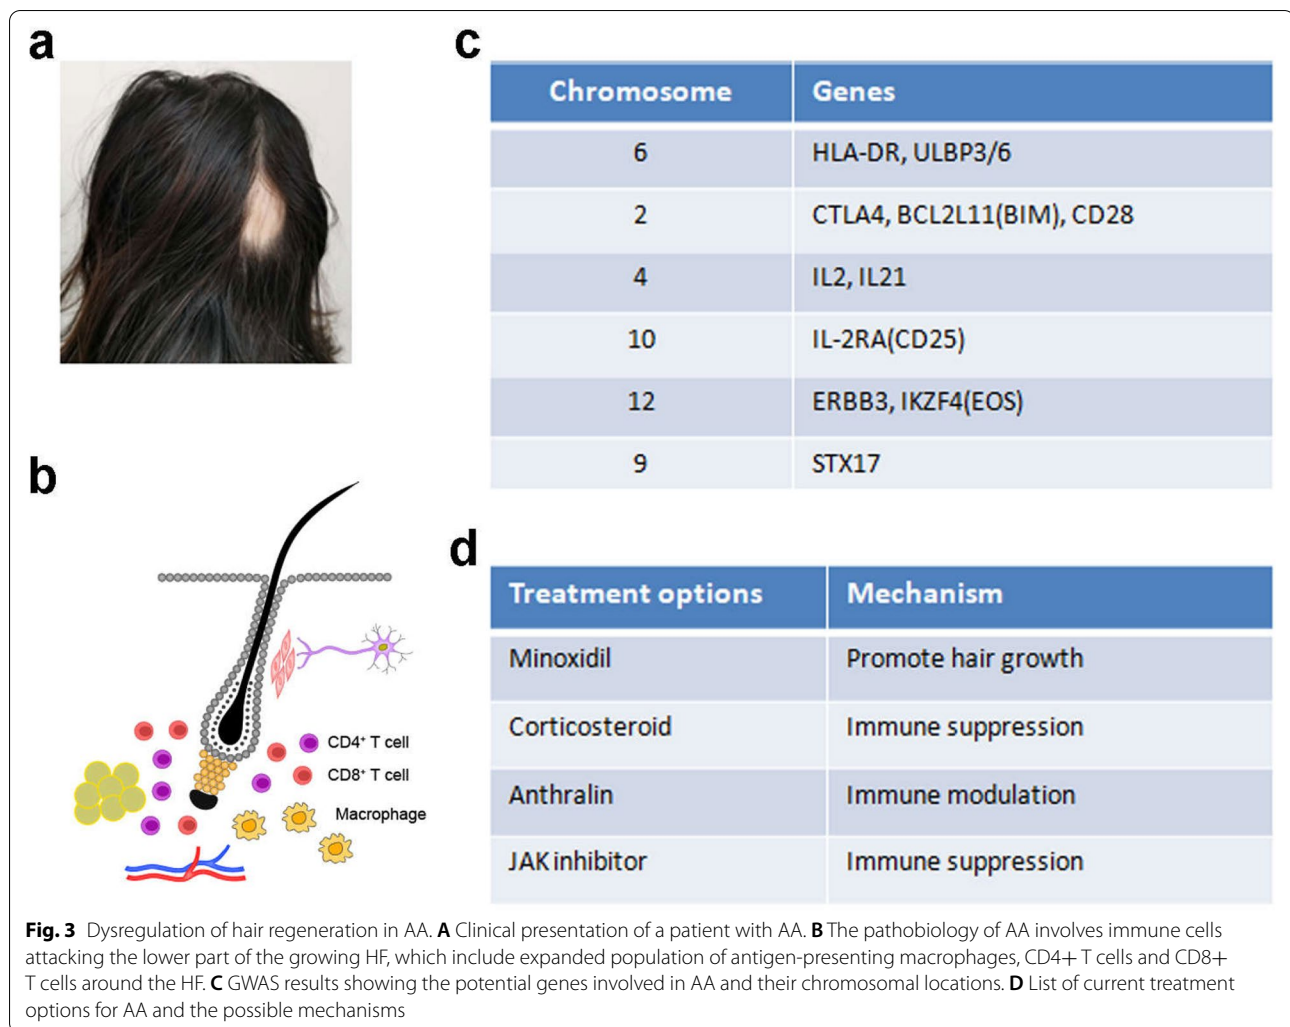 a
c
Chromosome Genes
6 HLA-DR, ULBP3/6
2 CTLA4, BCL2L11(BIM), CD28
4 IL2, IL21
10 IL-2RA(CD25)
12 ERBB3, IKZF4(EOS)
9 STX17
b
CD4⁺ T cell
CD8⁺ T cell
Macrophage
d
Treatment options Mechanism
Minoxidil Promote hair growth
Corticosteroid Immune suppression
Anthralin Immune modulation
JAK inhibitor Immune suppression
Fig. 3 Dysregulation of hair regeneration in AA. A Clinical presentation of a patient with AA. B The pathobiology of AA involves immune cells
attacking the lower part of the growing HF, which include expanded population of antigen-presenting macrophages, CD4+ T cells and CD8+
T cells around the HF. C GWAS results showing the potential genes involved in AA and their chromosomal locations. D List of current treatment
options for AA and the possible mechanisms